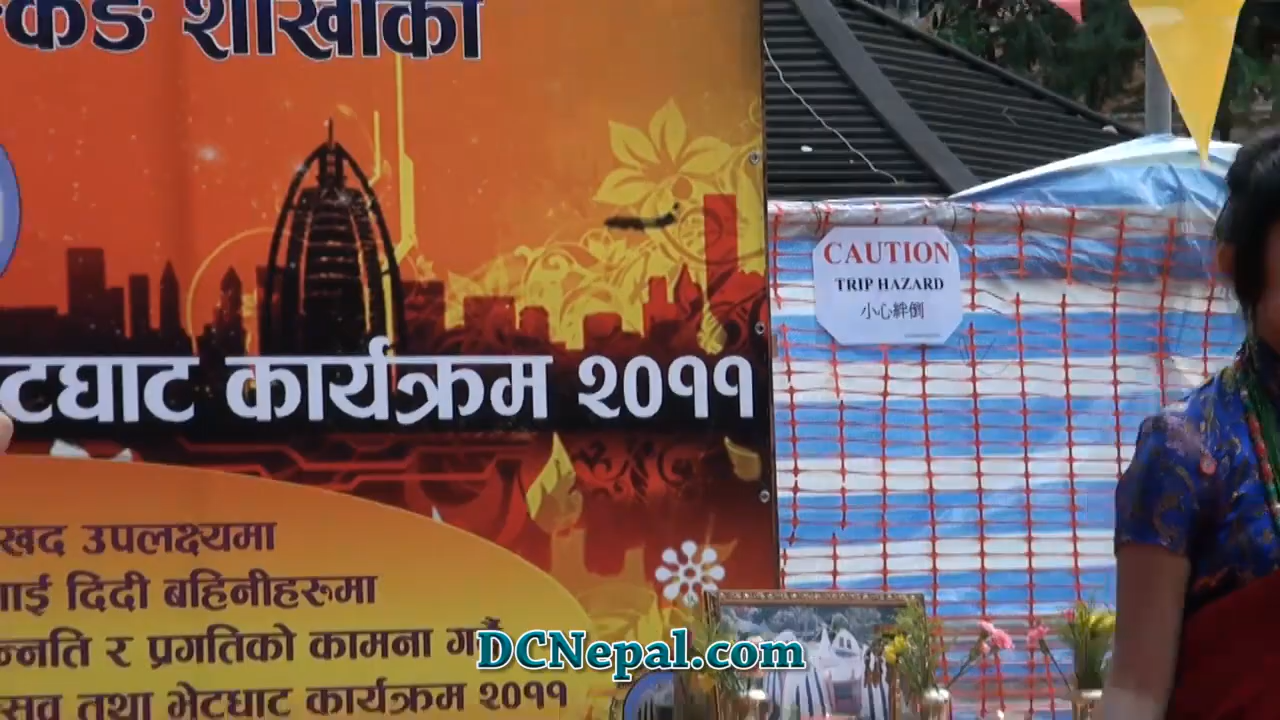 शाखाको
कार्यक्रम २०११
CAUTION
TRIP HAZARD
小心絆倒
उपलक्ष्यमा
दिदी बहिनीहरुमा
र प्रगतिको कामना गर्दै
तथा भेटघाट कार्यक्रम २०११
DCNepal.com